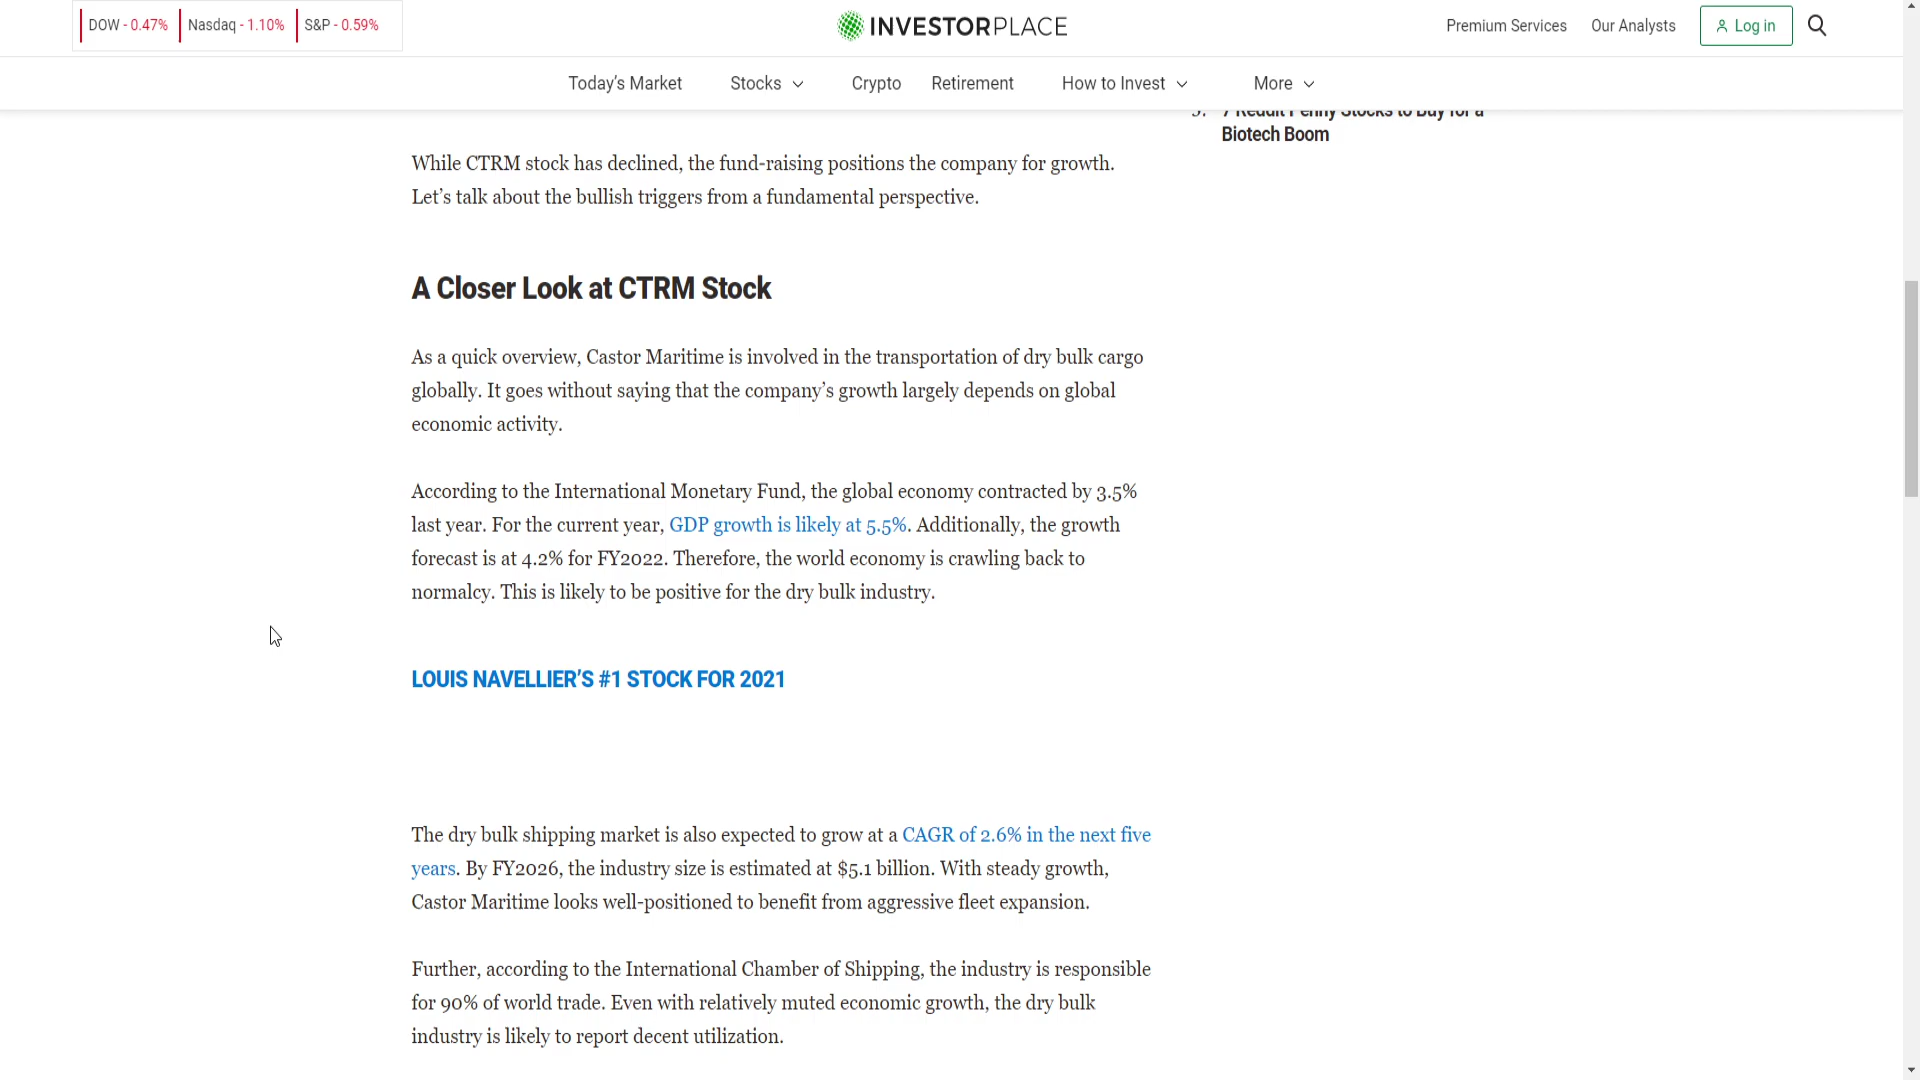 DOW - 0.47% Nasdaq - 1.10% S&P - 0.59%
INVESTORPLACE
Premium Services Our Analysts Log in
Today’s Market Stocks Crypto Retirement How to Invest More
7 Reddit Penny Stocks to Buy for a
Biotech Boom
While CTRM stock has declined, the fund-raising positions the company for growth.
Let’s talk about the bullish triggers from a fundamental perspective.
A Closer Look at CTRM Stock
As a quick overview, Castor Maritime is involved in the transportation of dry bulk cargo
globally. It goes without saying that the company’s growth largely depends on global
economic activity.
According to the International Monetary Fund, the global economy contracted by 3.5%
last year. For the current year, GDP growth is likely at 5.5%. Additionally, the growth
forecast is at 4.2% for FY2022. Therefore, the world economy is crawling back to
normalcy. This is likely to be positive for the dry bulk industry.
LOUIS NAVELLIER’S #1 STOCK FOR 2021
The dry bulk shipping market is also expected to grow at a CAGR of 2.6% in the next five
years. By FY2026, the industry size is estimated at $5.1 billion. With steady growth,
Castor Maritime looks well-positioned to benefit from aggressive fleet expansion.
Further, according to the International Chamber of Shipping, the industry is responsible
for 90% of world trade. Even with relatively muted economic growth, the dry bulk
industry is likely to report decent utilization.